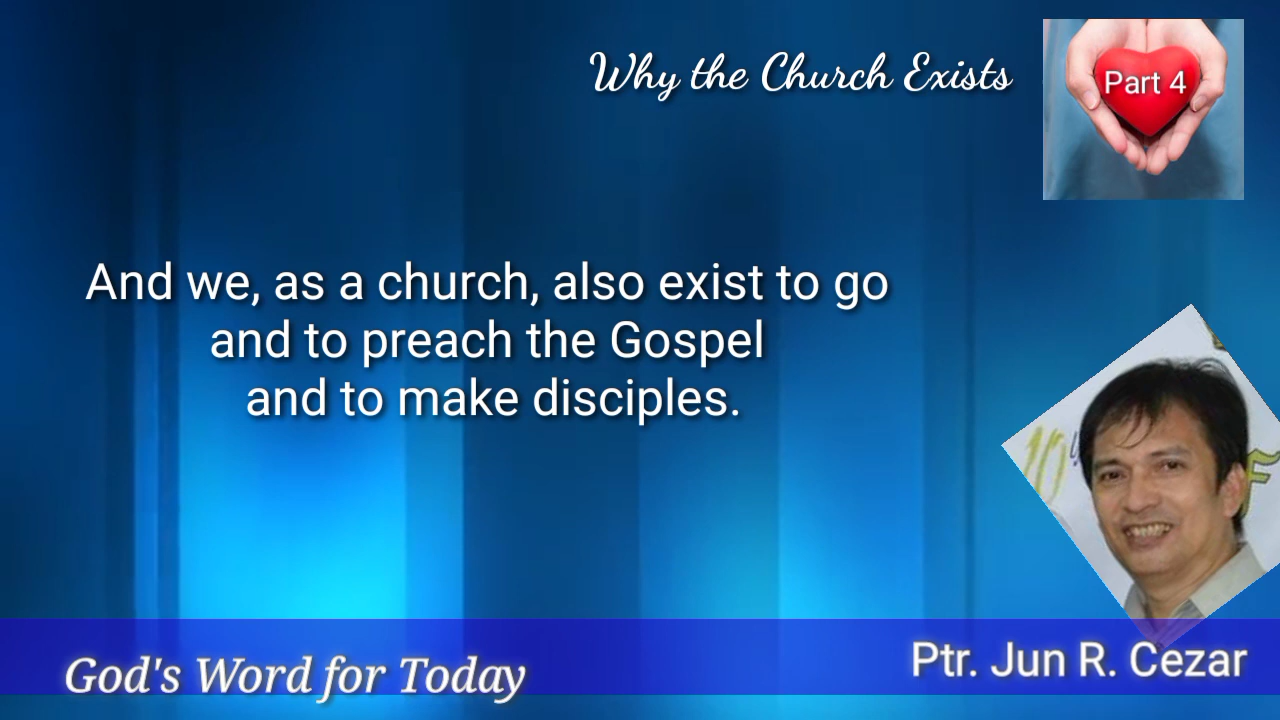 Why the Church Exists
Part 4
And we, as a church, also exist to go
and to preach the Gospel
and to make disciples.
10
God's Word for Today
Ptr. Jun R. Cezar